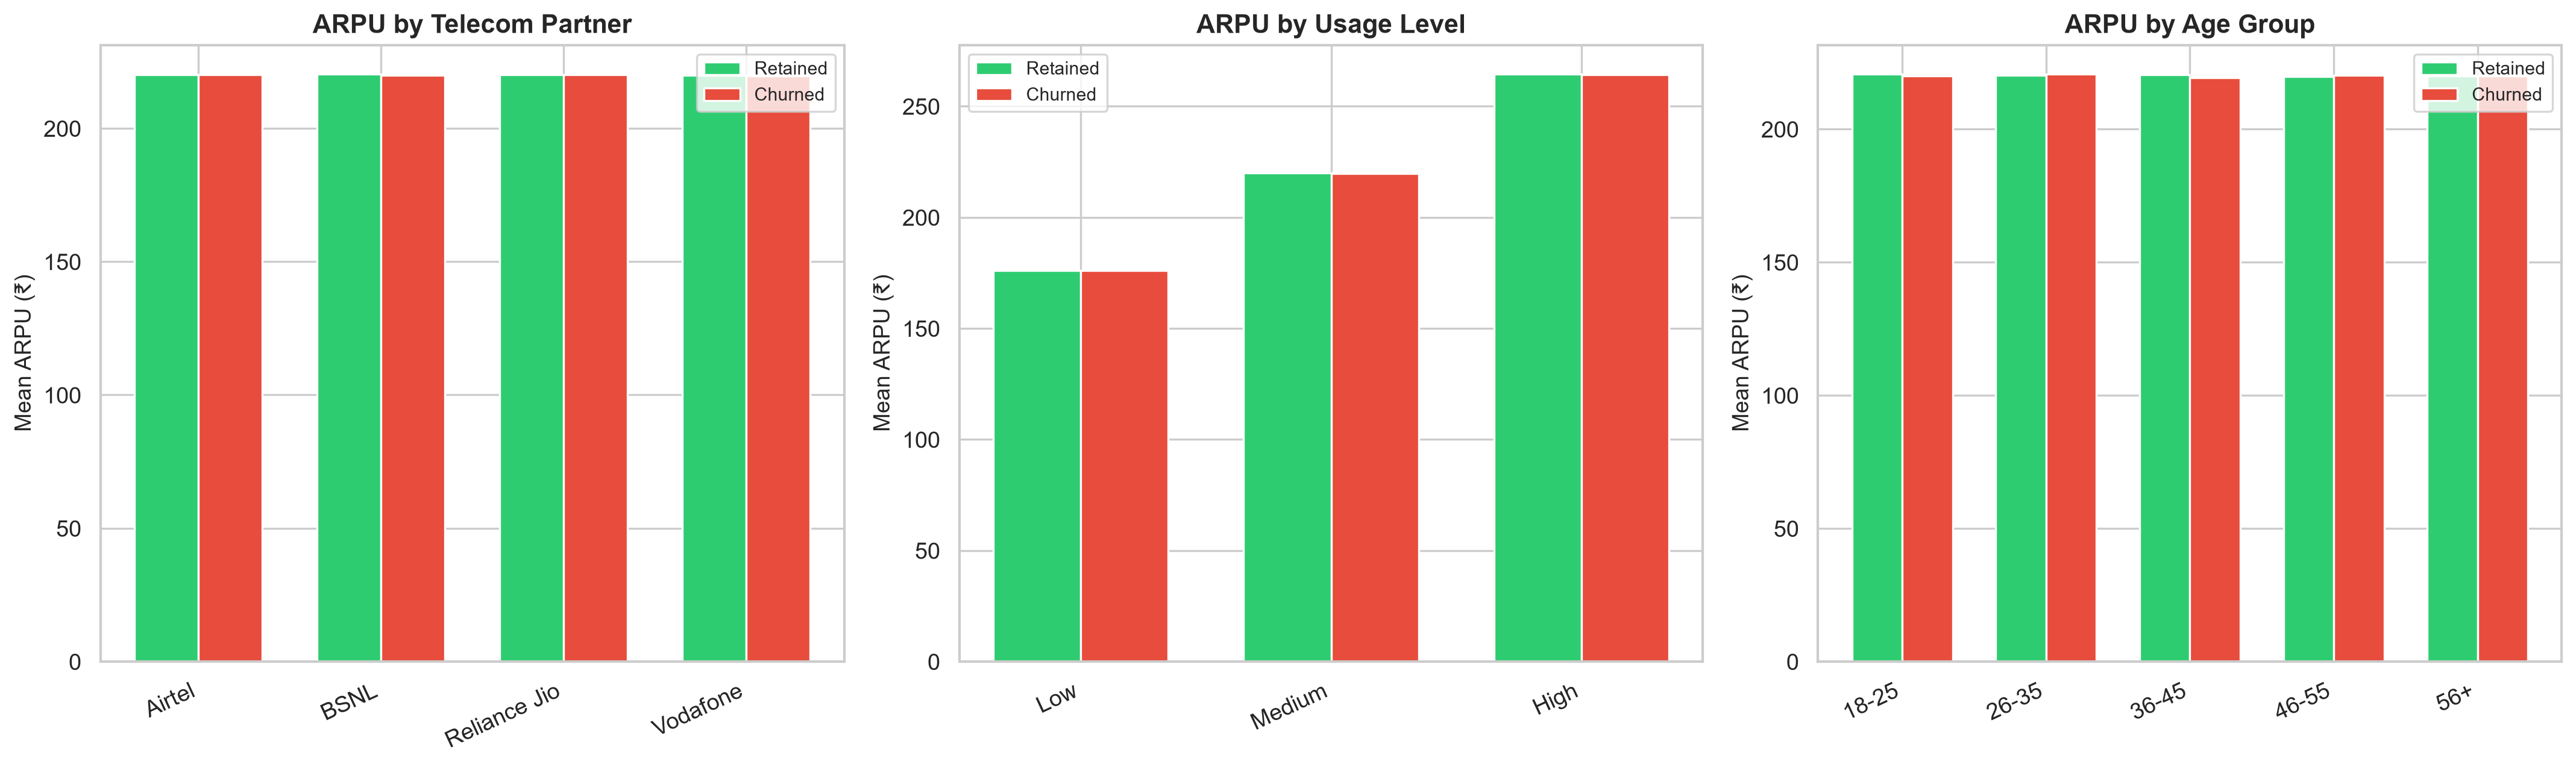 ARPU by Telecom Partner
Mean ARPU (₹)
200
150
100
50
0
Retained
Churned
Airtel
BSNL
Reliance Jio
Vodafone
ARPU by Usage Level
Mean ARPU (₹)
250
200
150
100
50
0
Retained
Churned
Low
Medium
High
ARPU by Age Group
Mean ARPU (₹)
200
150
100
50
0
Retained
Churned
18-25
26-35
36-45
46-55
56+